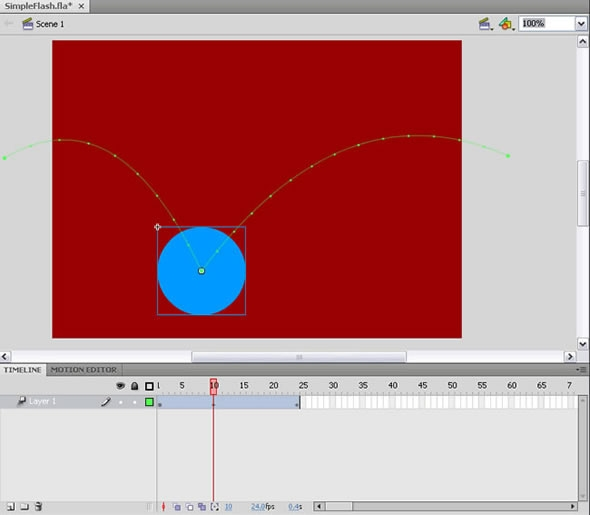 SimpleFlash.fla* ×
Scene 1
100%
TIMELINE MOTION EDITOR
1 5 10 15 20 25 30 35 40 45 50 55 60 65 7
Layer 1
10 24.0fps 0.4s